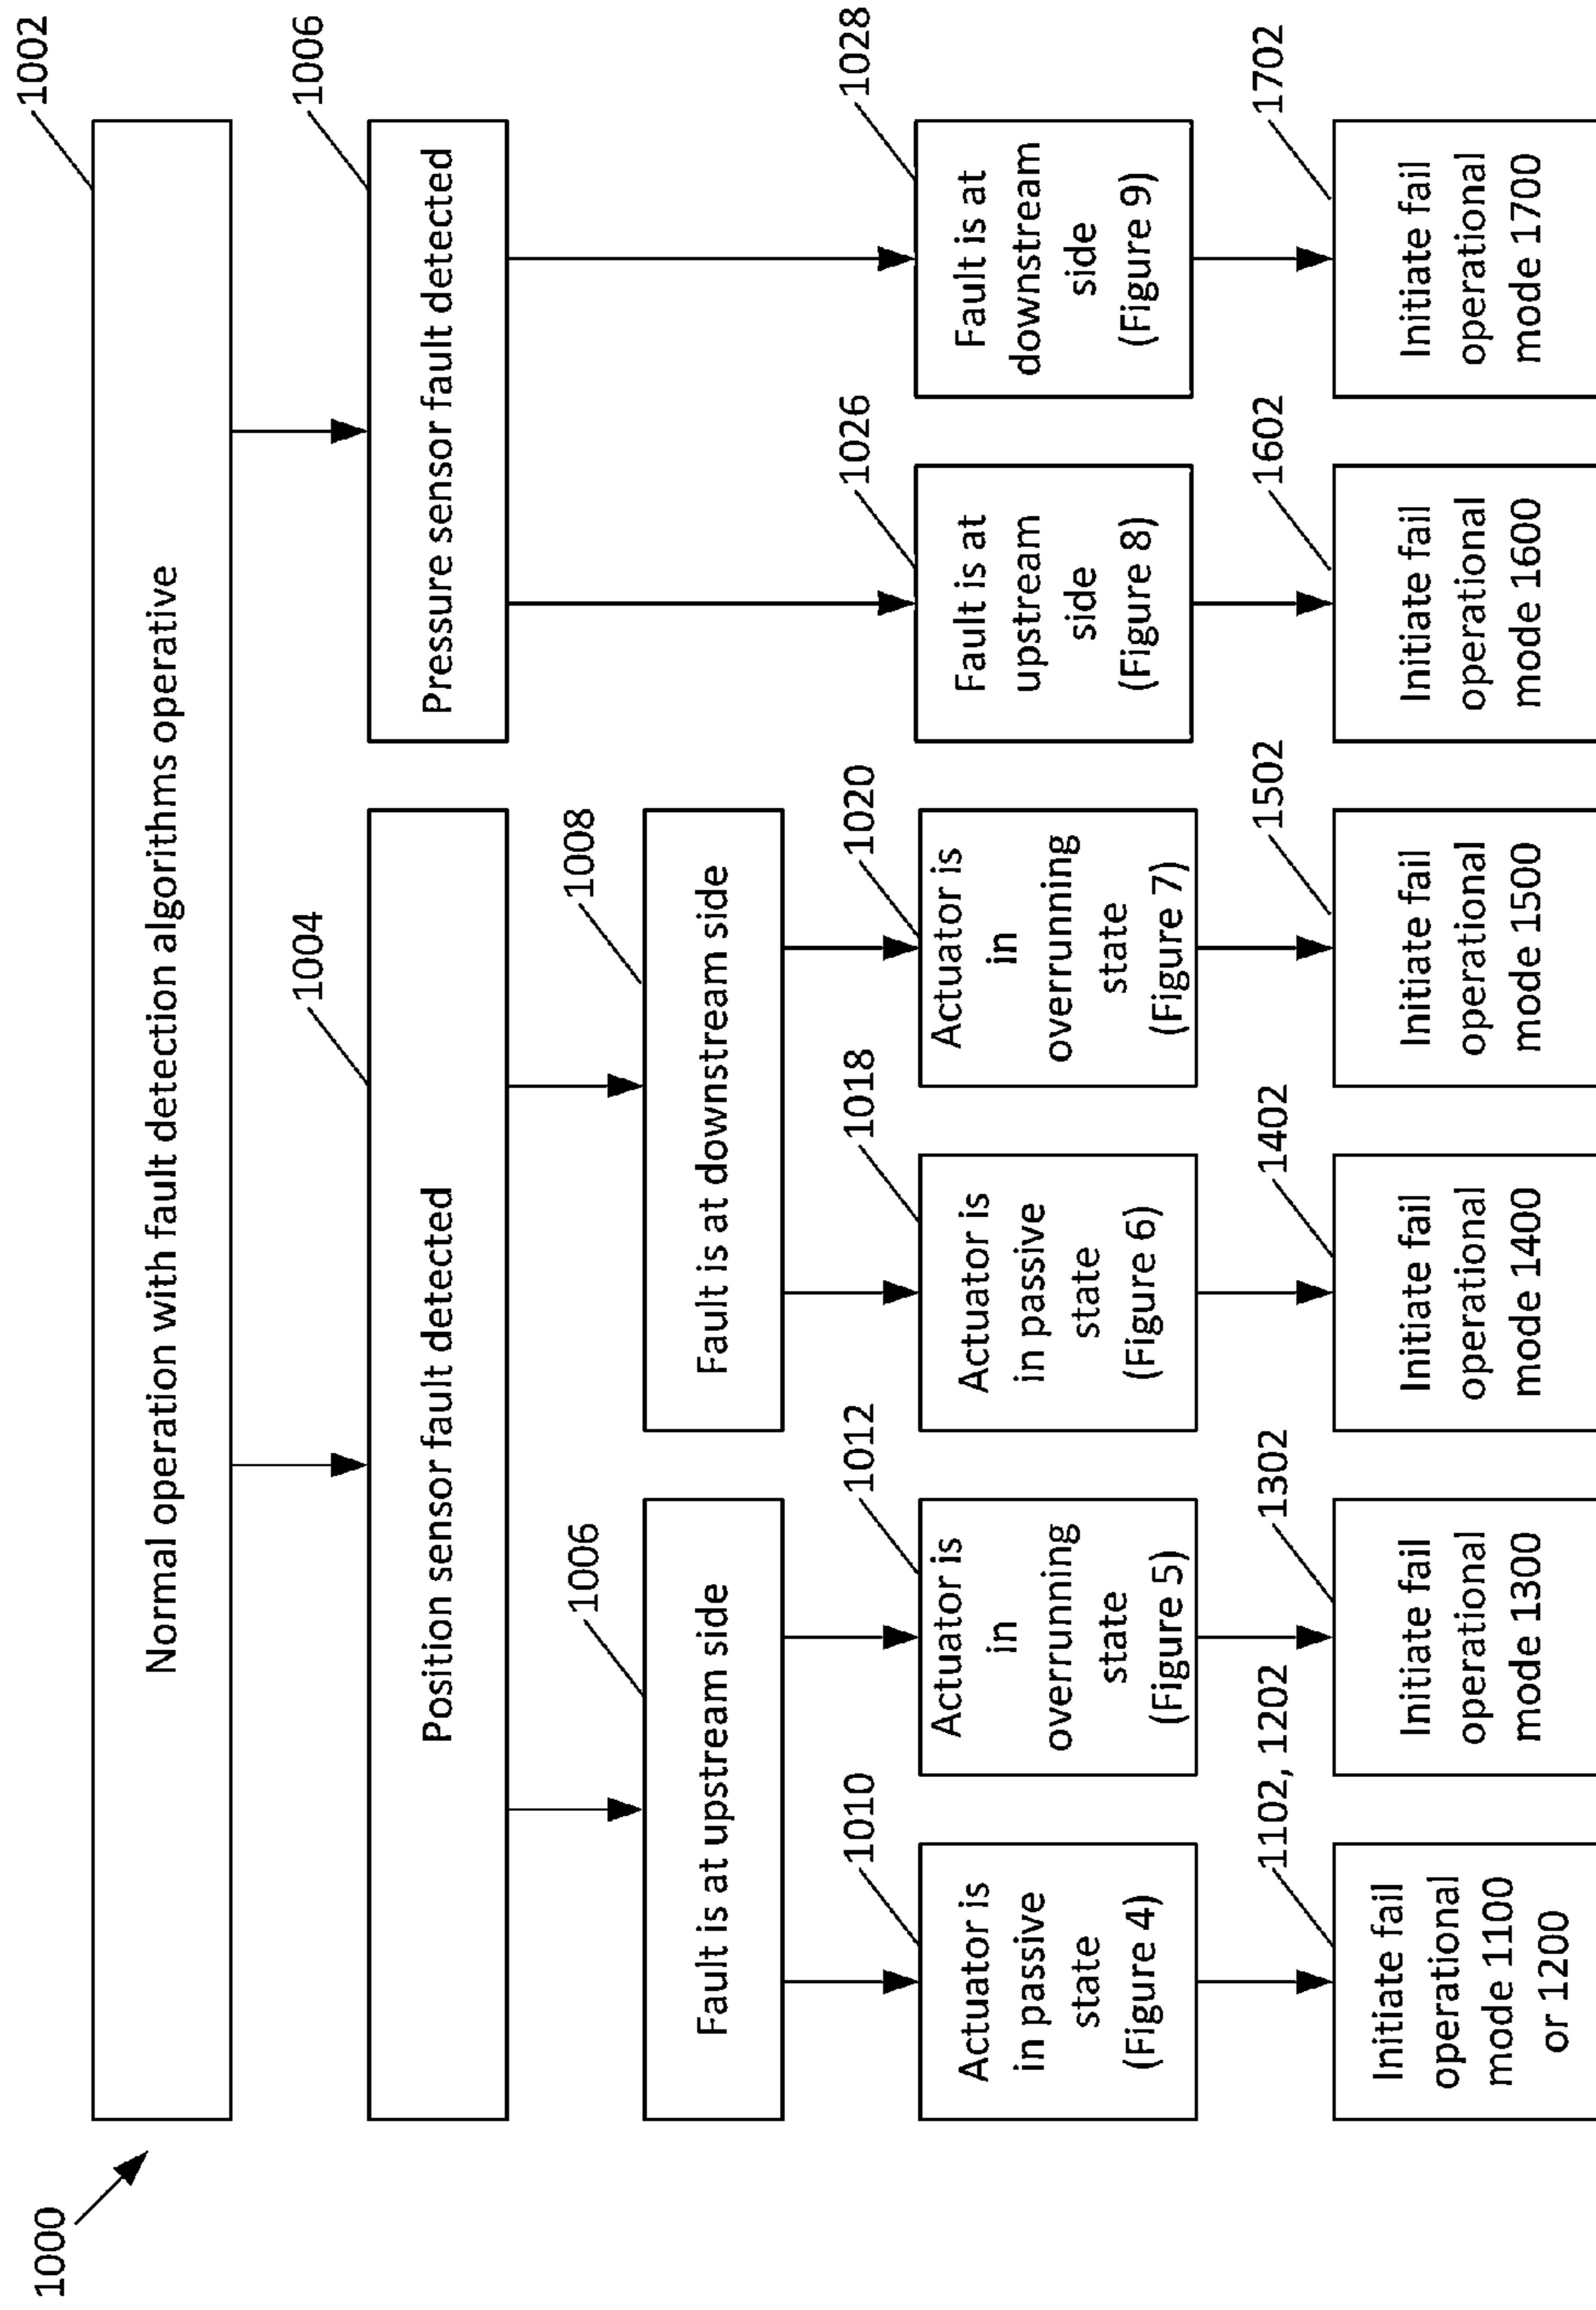 1000
1002
Normal operation with fault detection algorithms operative
1004
Position sensor fault detected
1006
Pressure sensor fault detected
1006
Fault is at upstream side
1008
Fault is at downstream side
1010
Actuator is
in passive
state
(Figure 4)
1012
Actuator is
in
overrunning
state
(Figure 5)
1018
Actuator is
in passive
state
(Figure 6)
1020
Actuator is
in
overrunning
state
(Figure 7)
1026
Fault is at
upstream
side
(Figure 8)
1028
Fault is at
downstream
side
(Figure 9)
1102, 1202
Initiate fail
operational
mode 1100
or 1200
1302
Initiate fail
operational
mode 1300
1402
Initiate fail
operational
mode 1400
1502
Initiate fail
operational
mode 1500
1602
Initiate fail
operational
mode 1600
1702
Initiate fail
operational
mode 1700